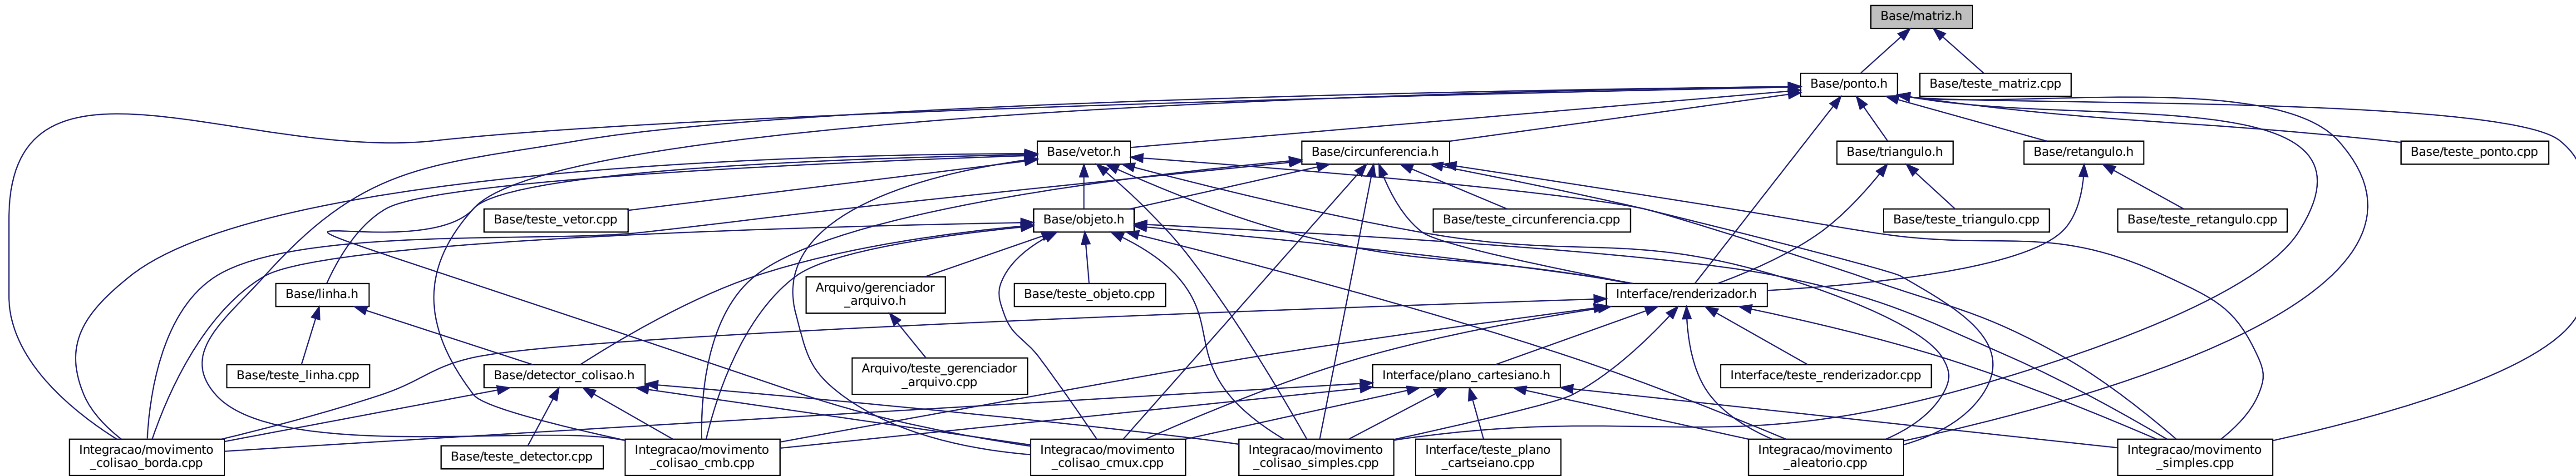 Base/matriz.h
Base/ponto.h
Base/teste_matriz.cpp
Base/vetor.h
Base/circunferencia.h
Base/triangulo.h
Base/retangulo.h
Base/teste_ponto.cpp
Base/teste_vetor.cpp
Base/objeto.h
Base/teste_circunferencia.cpp
Base/teste_triangulo.cpp
Base/teste_retangulo.cpp
Base/linha.h
Arquivo/gerenciador
_arquivo.h
Base/teste_objeto.cpp
Interface/renderizador.h
Base/teste_linha.cpp
Base/detector_colisao.h
Arquivo/teste_gerenciador
_arquivo.cpp
Interface/plano_cartesiano.h
Interface/teste_renderizador.cpp
Integracao/movimento
_colisao_borda.cpp
Base/teste_detector.cpp
Integracao/movimento
_colisao_cmb.cpp
Integracao/movimento
_colisao_cmux.cpp
Integracao/movimento
_colisao_simples.cpp
Interface/teste_plano
_cartseiano.cpp
Integracao/movimento
_aleatorio.cpp
Integracao/movimento
_simples.cpp